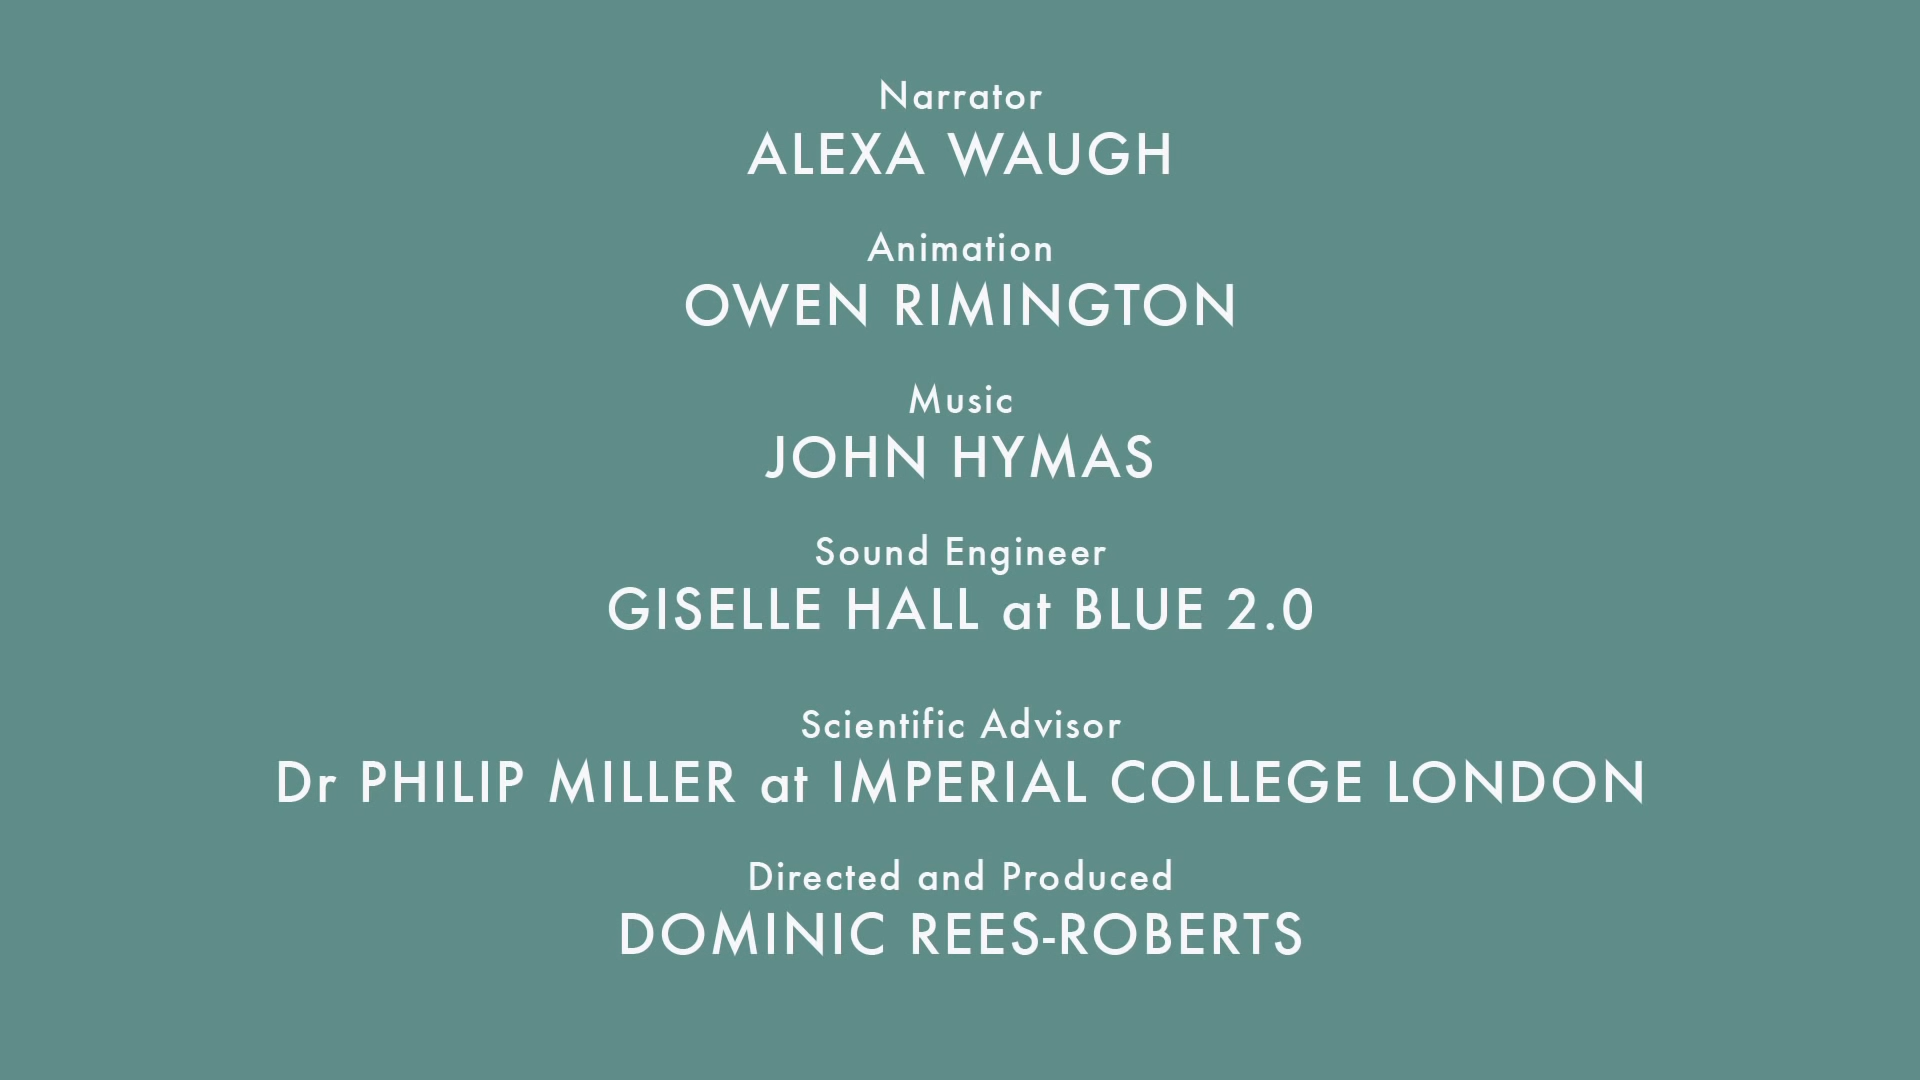 Narrator
ALEXA WAUGH
Animation
OWEN RIMINGTON
Music
JOHN HYMAS
Sound Engineer
GISELLE HALL at BLUE 2.0
Scientific Advisor
Dr PHILIP MILLER at IMPERIAL COLLEGE LONDON
Directed and Produced
DOMINIC REES-ROBERTS